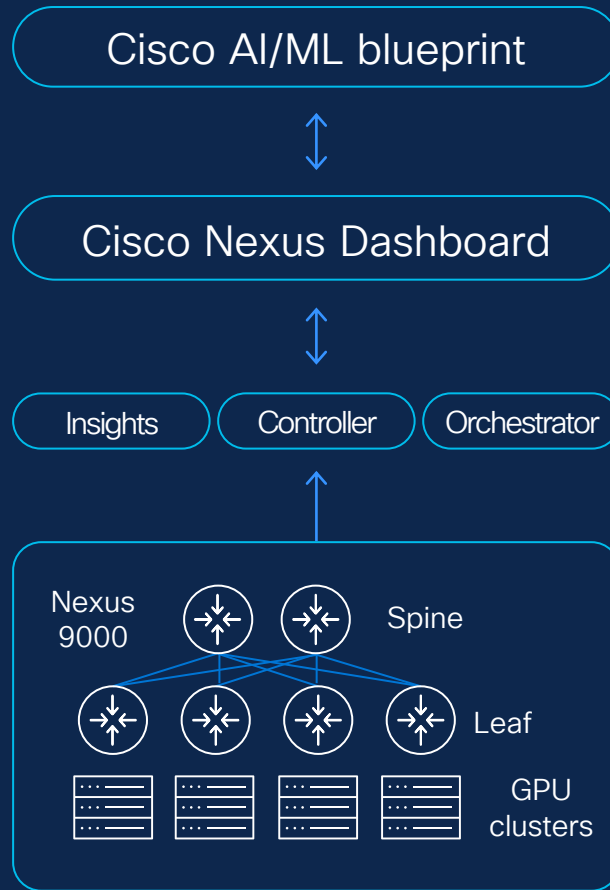 Cisco AI/ML blueprint
Cisco Nexus Dashboard
Insights
Controller
Orchestrator
Nexus
9000
Spine
Leaf
GPU
clusters